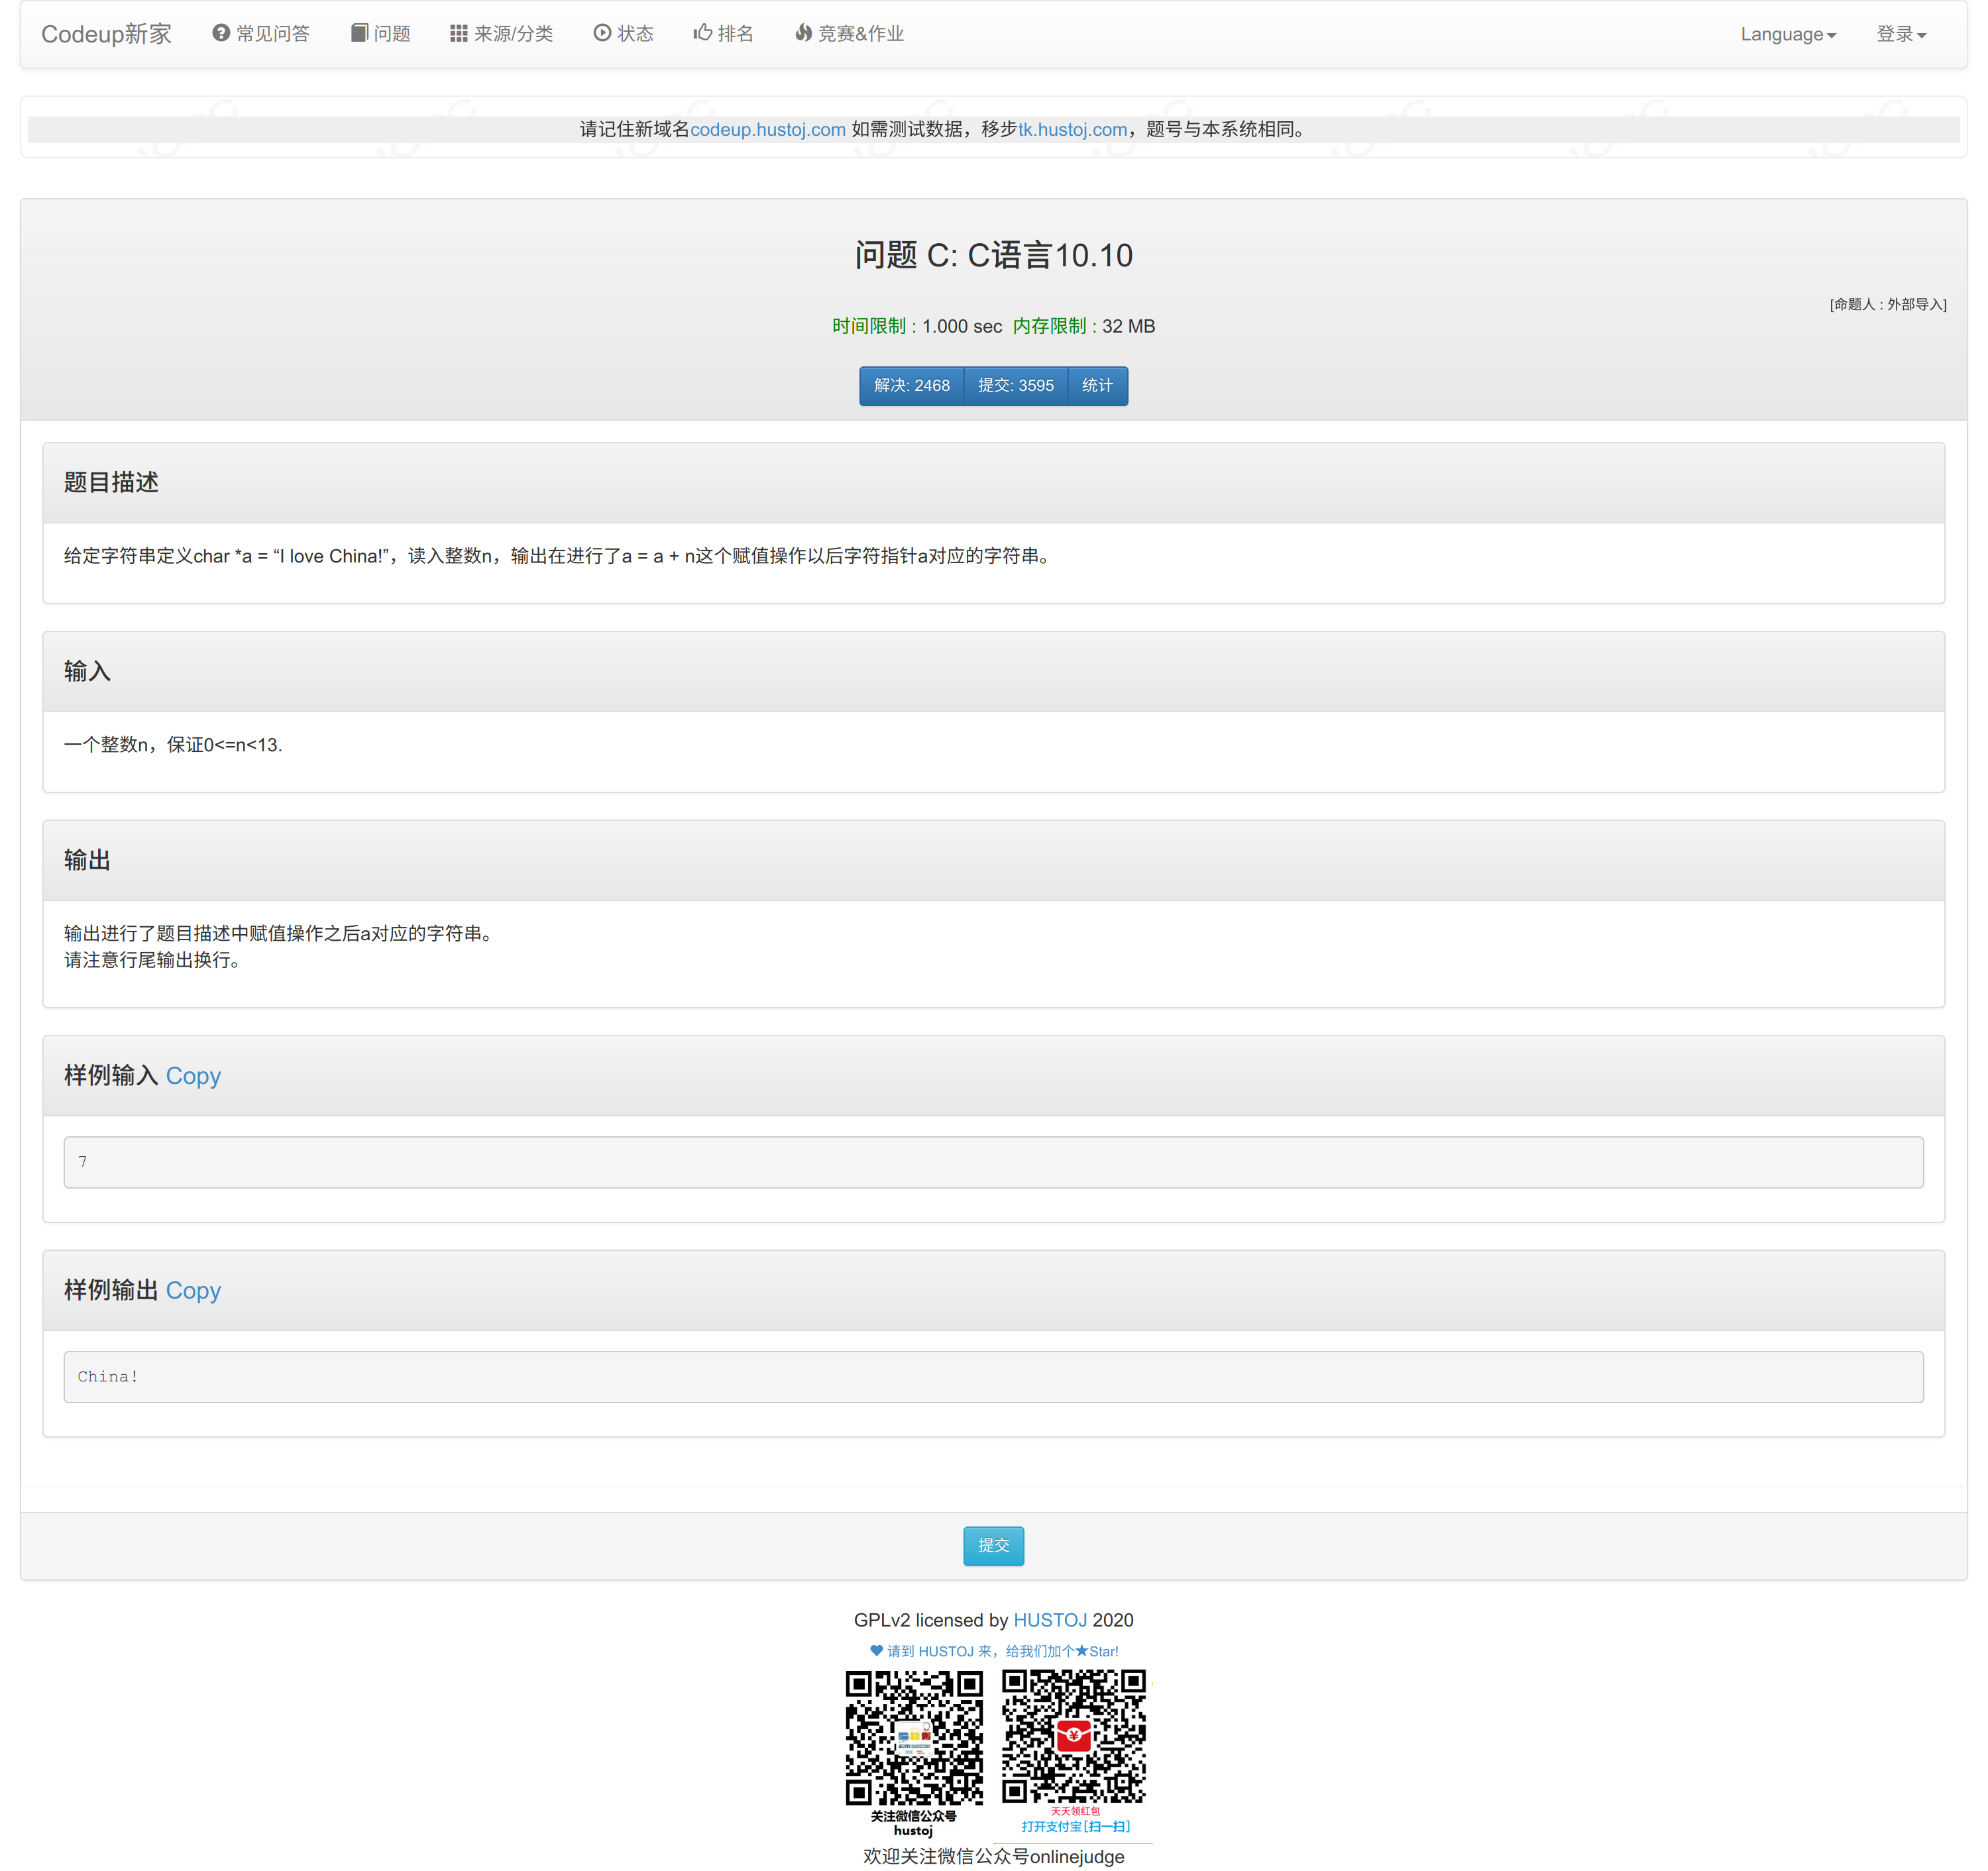 Codeup新家 常见问答 问题 来源/分类 状态 排名 竞赛&作业 Language 登录
请记住新域名codeup.hustoj.com 如需测试数据，移步tk.hustoj.com，题号与本系统相同。
问题 C: C语言10.10
[命题人 : 外部导入]
时间限制 : 1.000 sec 内存限制 : 32 MB
解决: 2468 提交: 3595 统计
题目描述
给定字符串定义char *a = “I love China!”，读入整数n，输出在进行了a = a + n这个赋值操作以后字符指针a对应的字符串。
输入
一个整数n，保证0<=n<13.
输出
输出进行了题目描述中赋值操作之后a对应的字符串。
请注意行尾输出换行。
样例输入 Copy
7
样例输出 Copy
China!
提交
GPLv2 licensed by HUSTOJ 2020
请到 HUSTOJ 来，给我们加个★Star!
关注微信公众号
hustoj
天天领红包
打开支付宝[扫一扫]
欢迎关注微信公众号onlinejudge